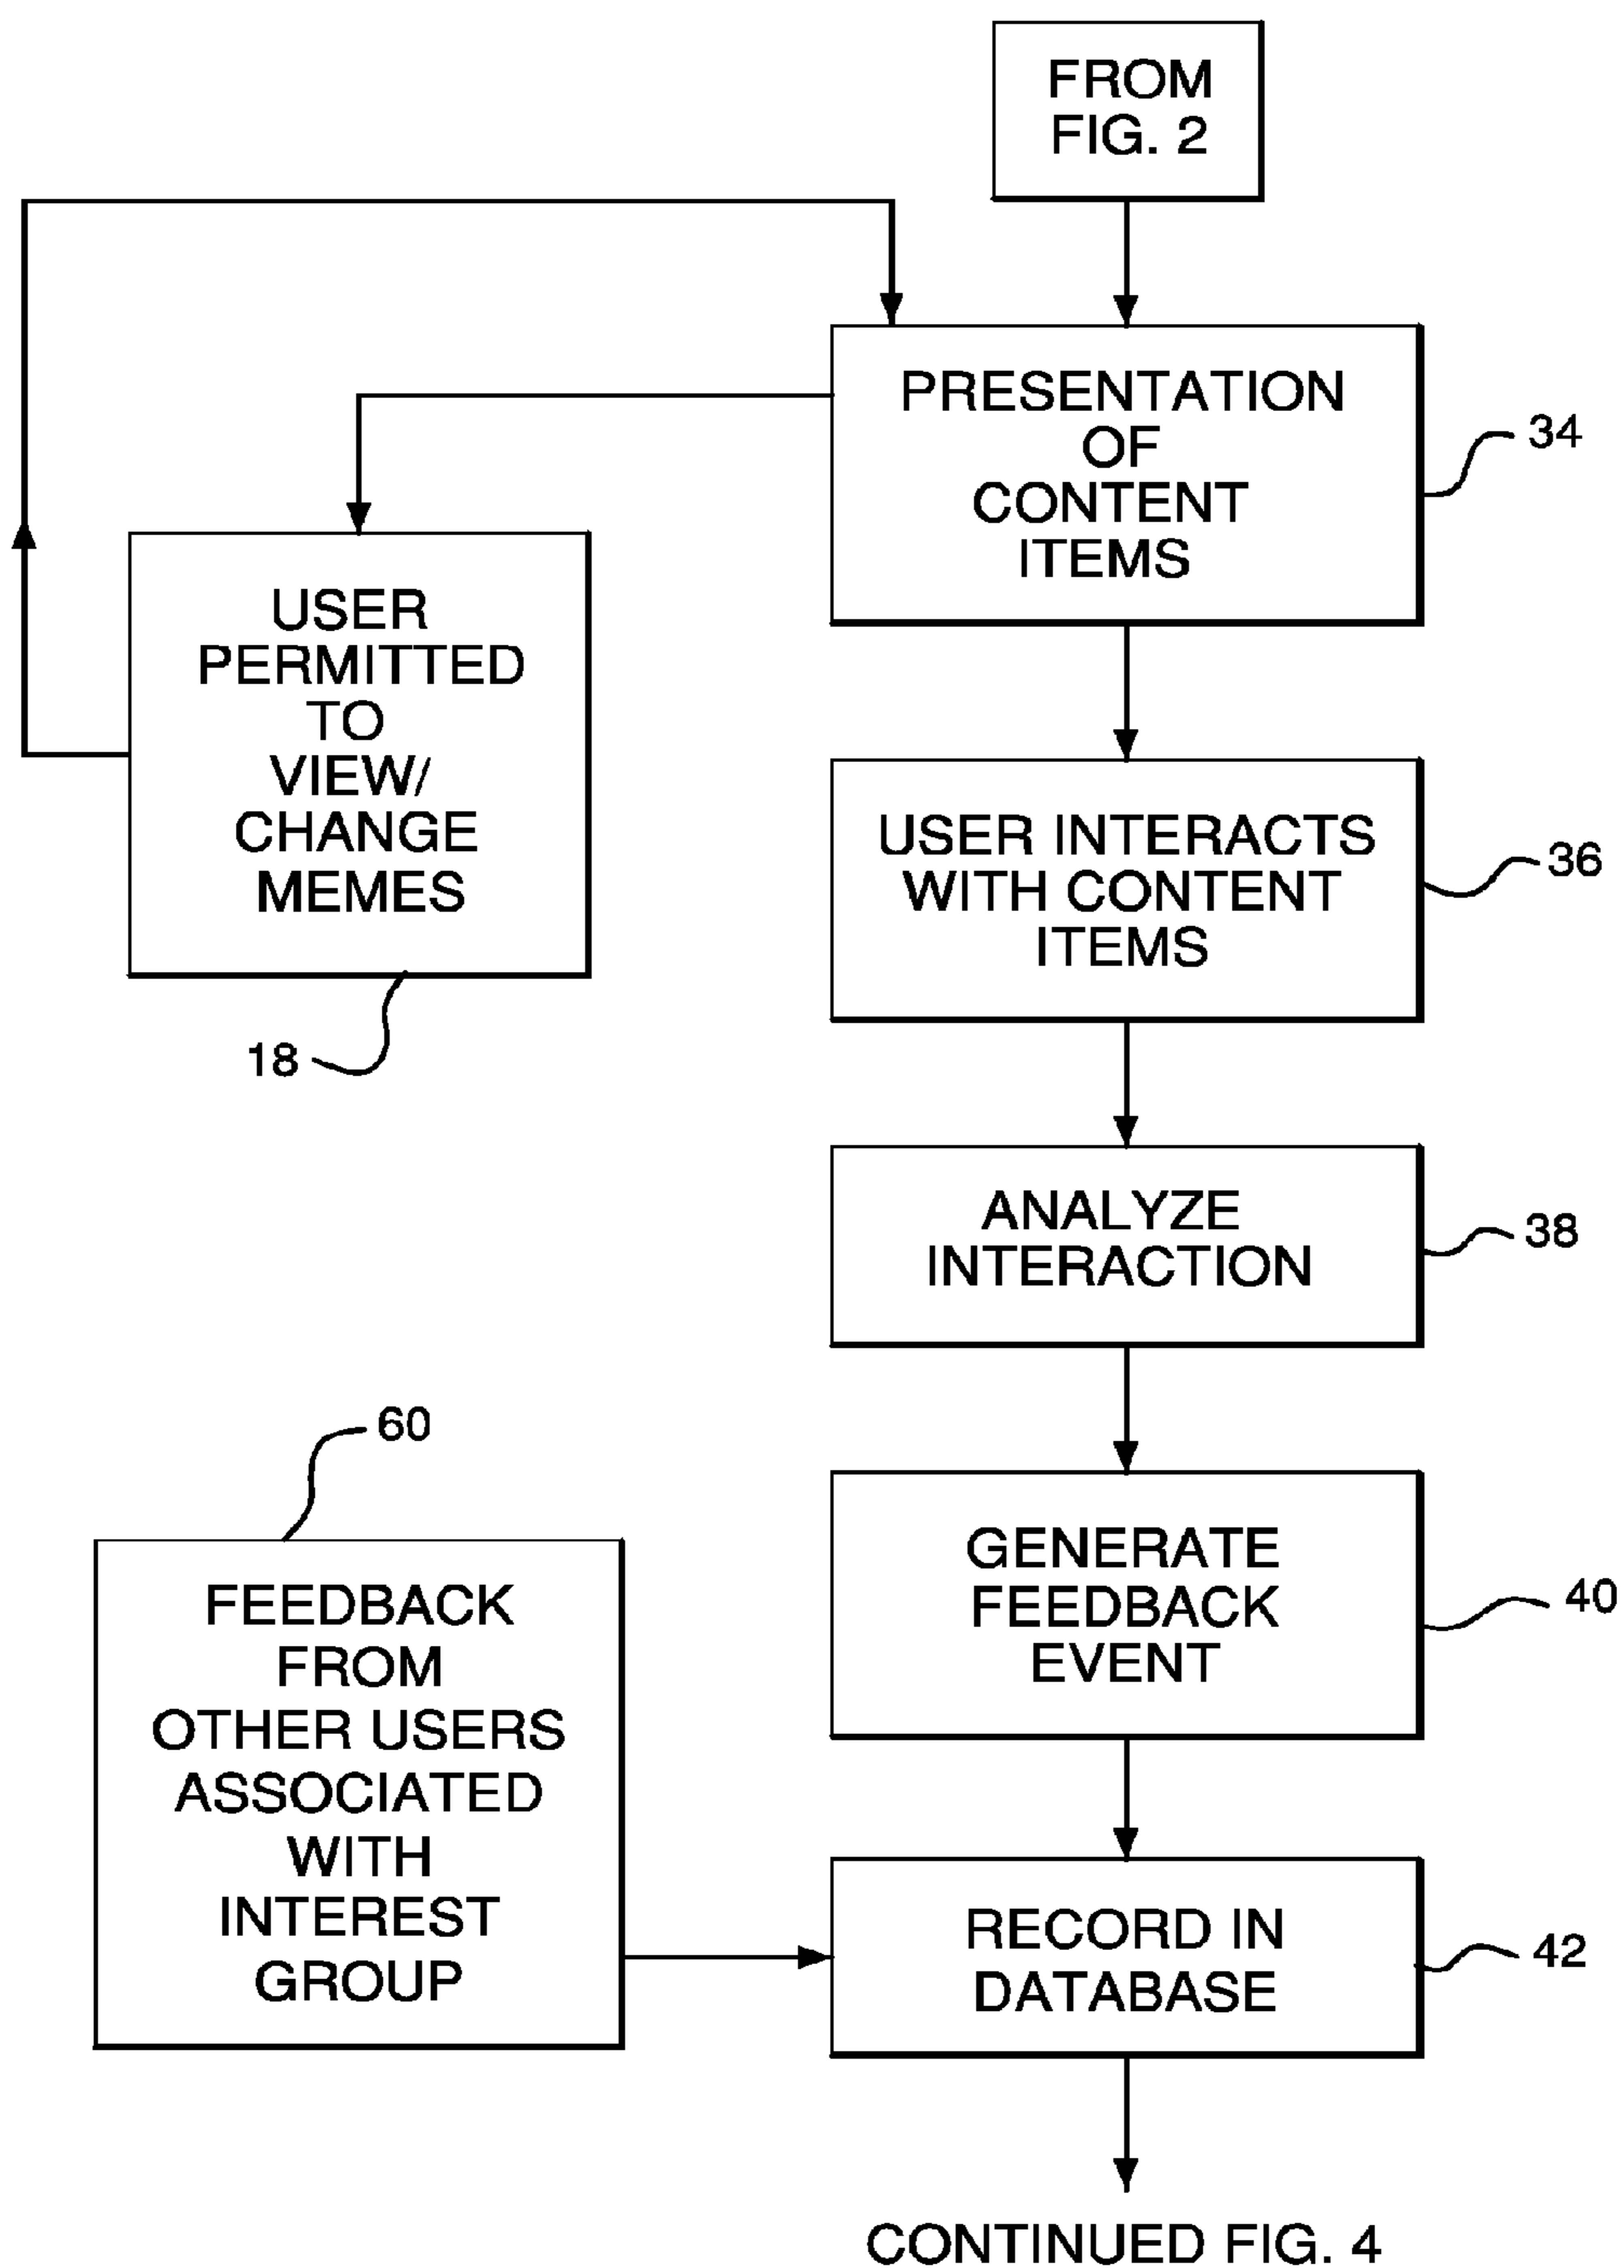 FROM
FIG. 2
PRESENTATION
OF
CONTENT
ITEMS
34
USER
PERMITTED
TO
VIEW/
CHANGE
MEMES
18
USER INTERACTS
WITH CONTENT
ITEMS
36
ANALYZE
INTERACTION
38
GENERATE
FEEDBACK
EVENT
40
60
FEEDBACK
FROM
OTHER USERS
ASSOCIATED
WITH
INTEREST
GROUP
RECORD IN
DATABASE
42
CONTINUED FIG. 4